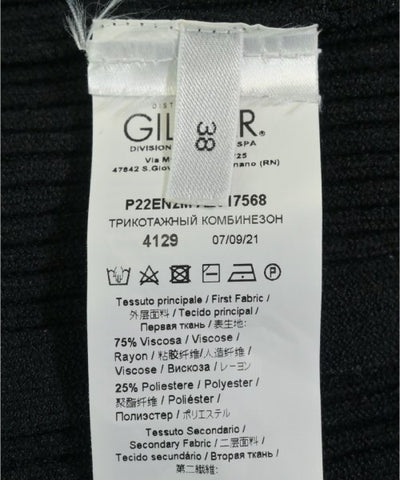 38
DIVISION SPA
Via M 225
47842 S.Giov nano (RN)
P22ENZM 17568
ТРИКОТАЖНЫЙ КОМБИНЕЗОН
4129 07/09/21
Tessuto principale / First Fabric /
外层面料 / Tecido principal /
Первая ткань / 表生地:
75% Viscosa / Viscose /
Rayon / 粘胶纤维/人造纤维 /
Viscose / Вискоза / レーヨン
25% Poliestere / Polyester /
聚酯纤维 / Poliéster /
Полиэстер / ポリエステル
Tessuto Secondario /
Secondary Fabric / 二层面料 /
Tecido secundário / Вторая ткань /
第二繊維: